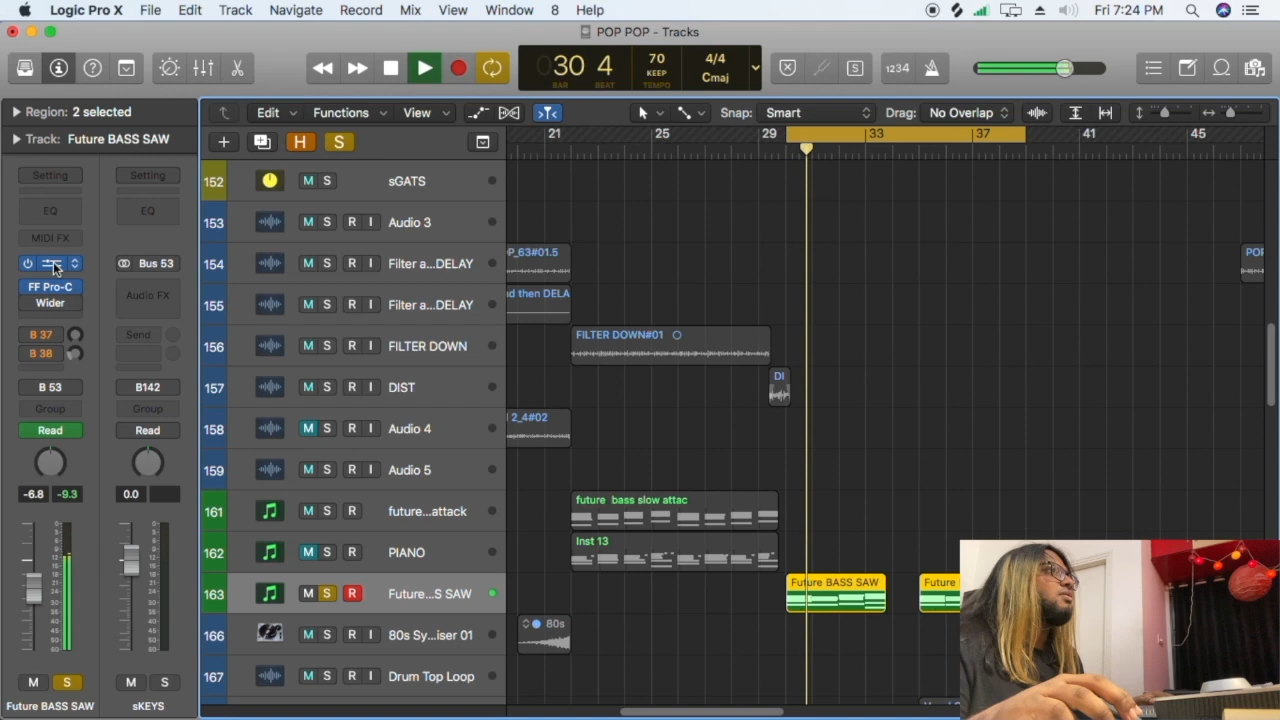 Logic Pro X File Edit Track Navigate Record Mix View Window 8 Help Fri 7:24 PM
POP POP - Tracks
30 4 70 4/4
KEEP Cmaj
BAR BEAT TEMPO
1234
Region: 2 selected
Track: Future BASS SAW
Edit Functions View Snap: Smart Drag: No Overlap
H S
21 25 29 33 37 41 45
Setting Setting
EQ EQ
MIDI FX
Bus 53
FF Pro-C
Wider
Audio FX
B 37
B 38
Send
B 53 B142
Group Group
Read Read
-6.8 -9.3 0.0
M S M S
Future BASS SAW sKEYS
152 M S sGATS
153 M S R I Audio 3
154 M S R I Filter a...DELAY
P_63#01.5
155 M S R I Filter a...DELAY
d then DELA
156 M S R I FILTER DOWN
FILTER DOWN#01
157 M S R I DIST
DI
158 M S R I Audio 4
2_4#02
159 M S R I Audio 5
161 M S R future...attack
future bass slow attac
162 M S R PIANO
Inst 13
163 M S R Future...S SAW
Future BASS SAW Future
166 M S R I 80s Sy...iser 01
80s
167 M S R I Drum Top Loop